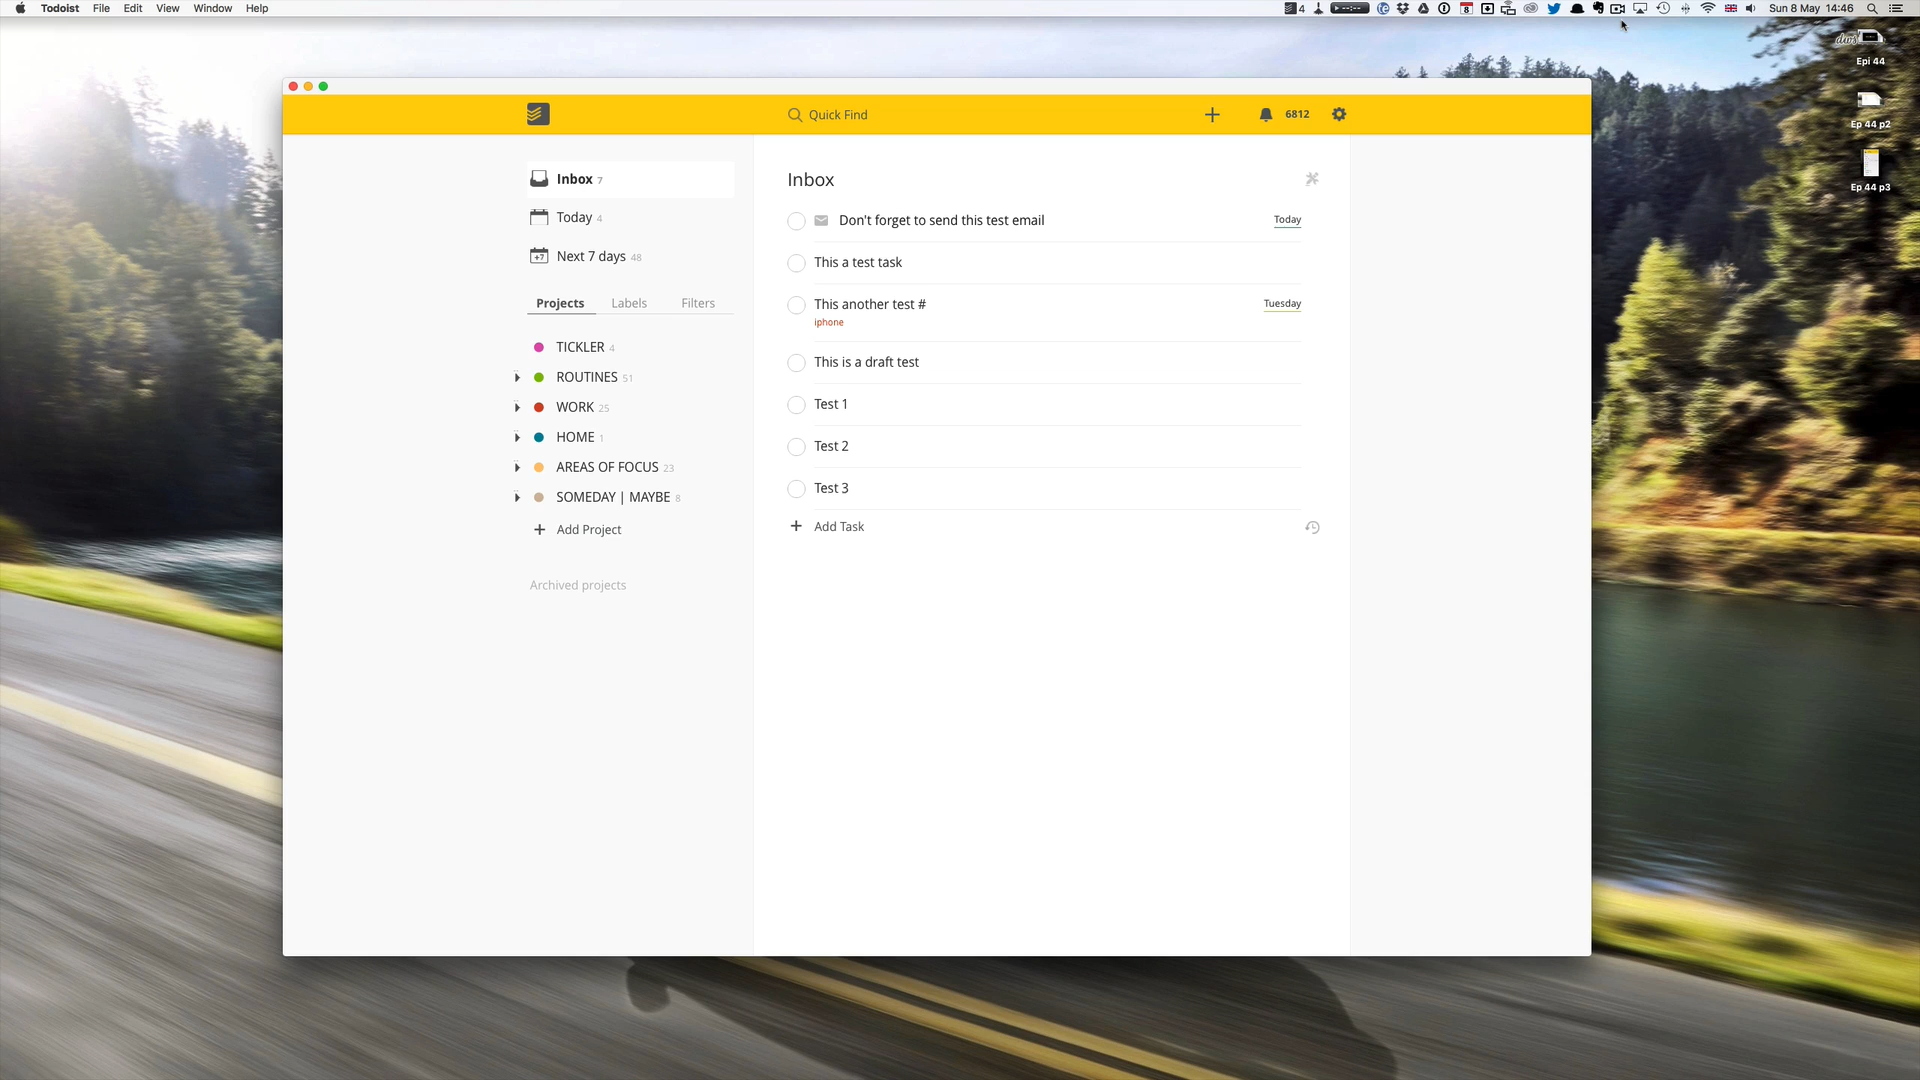 Todoist File Edit View Window Help
4 --:-- 8 Sun 8 May 14:46
Epi 44
Ep 44 p2
Ep 44 p3
Quick Find
6812
Inbox 7
Today 4
+7 Next 7 days 48
Projects Labels Filters
TICKLER 4
ROUTINES 51
WORK 25
HOME 1
AREAS OF FOCUS 23
SOMEDAY | MAYBE 8
+ Add Project
Archived projects
Inbox
Don't forget to send this test email Today
This a test task
This another test # Tuesday
iphone
This is a draft test
Test 1
Test 2
Test 3
+ Add Task